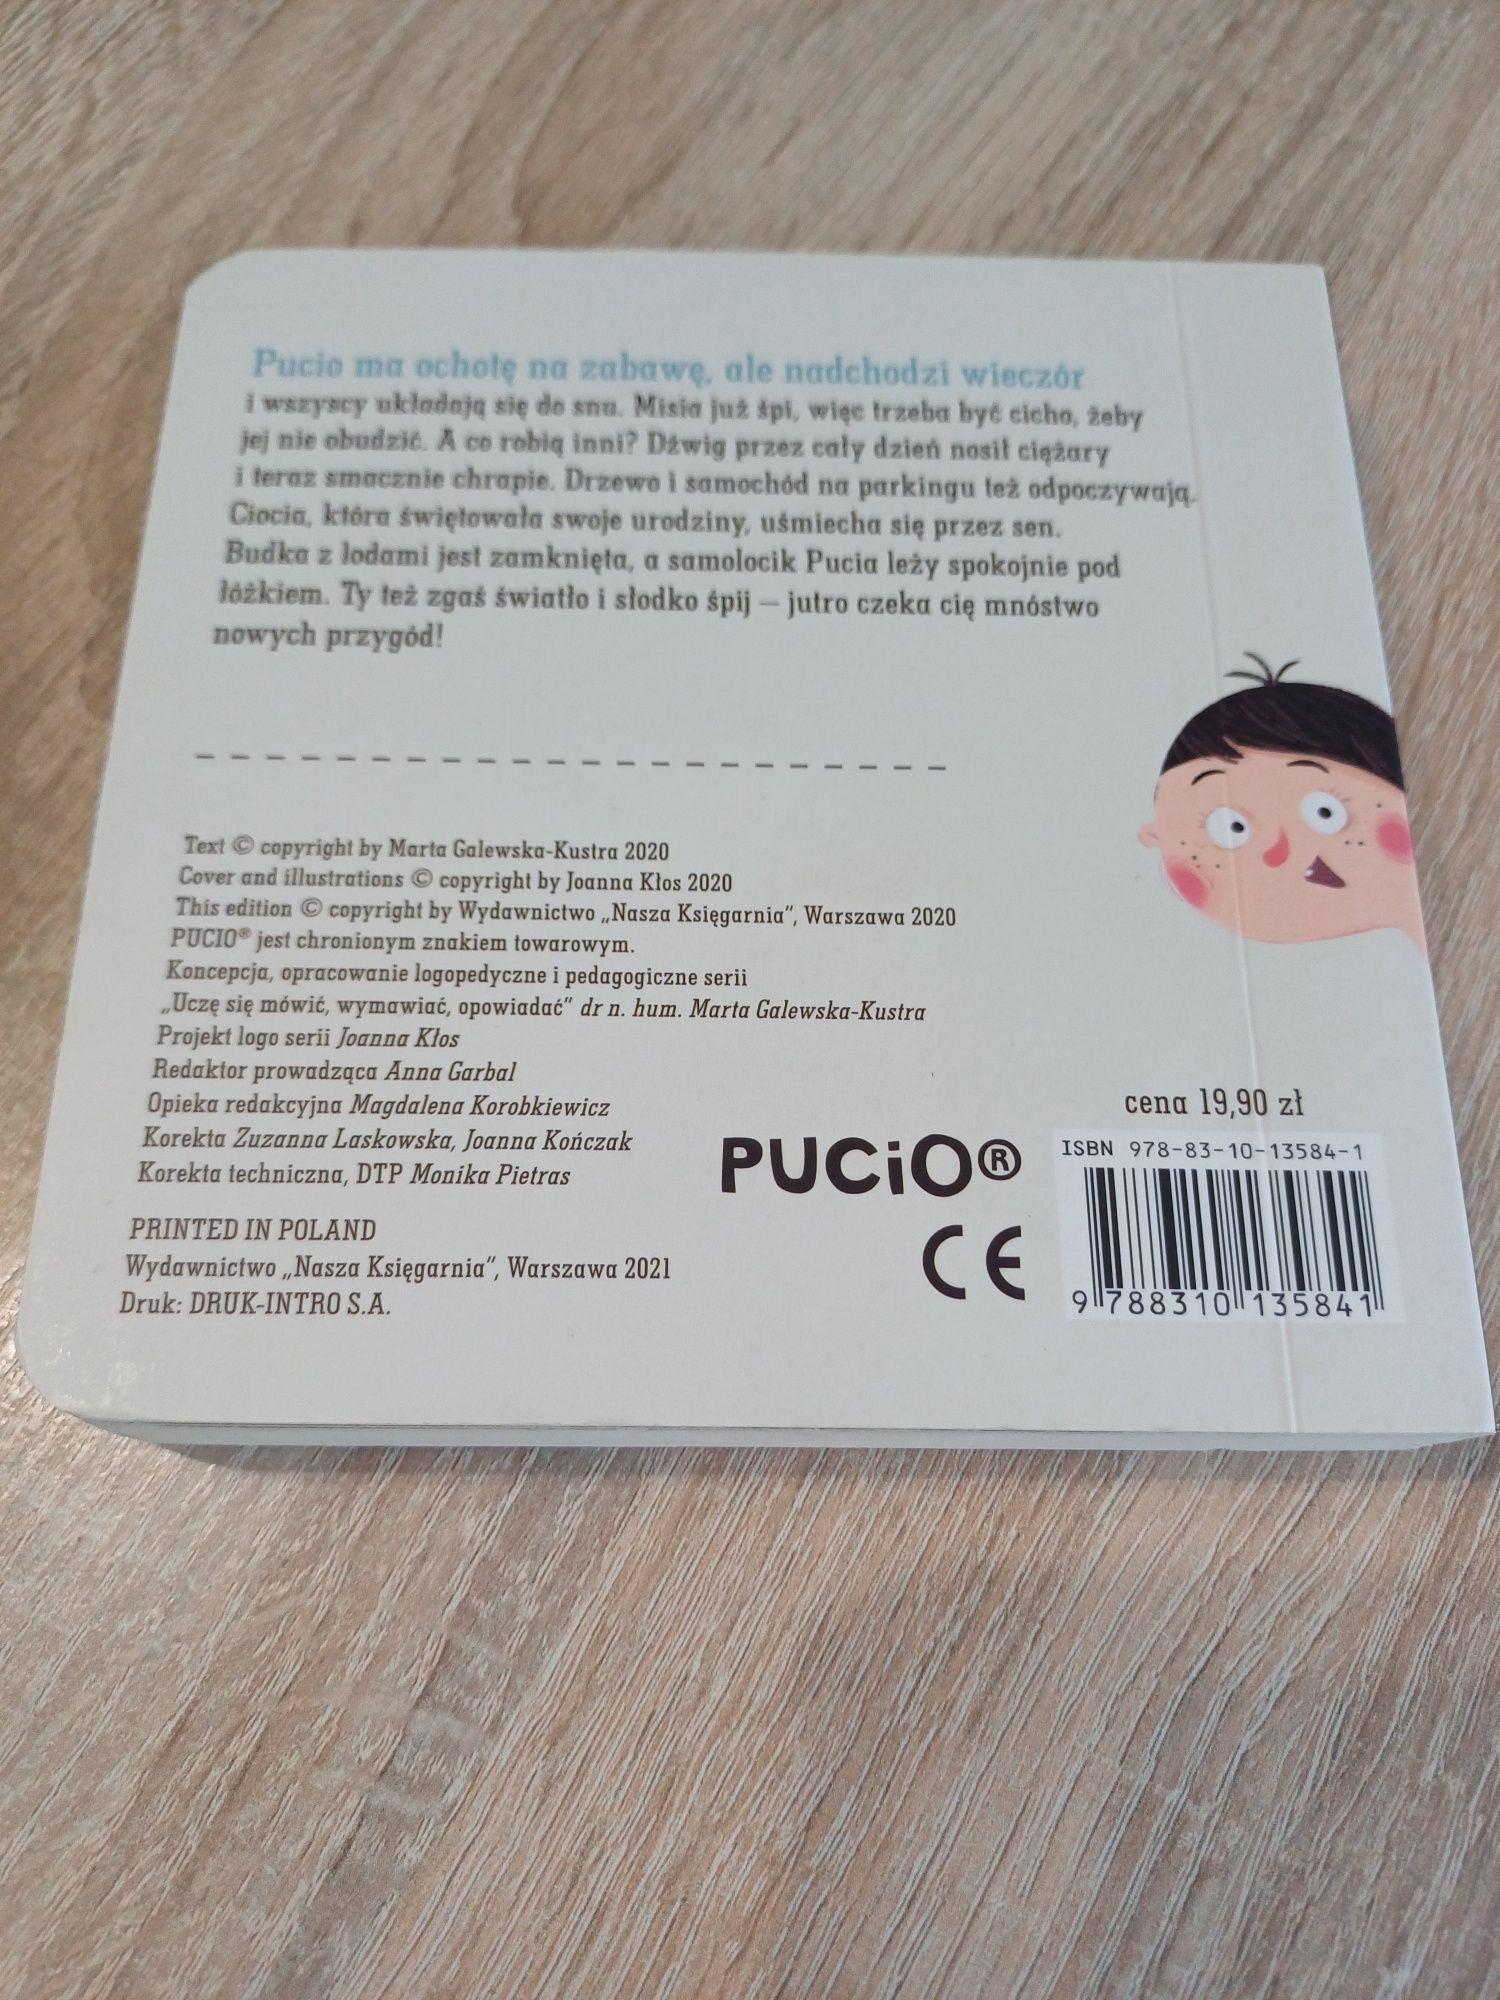 Pucio ma ochotę na zabawę, ale nadchodzi wieczór
i wszyscy układają się do snu. Misia już śpi, więc trzeba być cicho, żeby
jej nie obudzić. A co robią inni? Dźwig przez cały dzień nosił ciężary
i teraz smacznie chrapie. Drzewo i samochód na parkingu też odpoczywają.
Ciocia, która świętowała swoje urodziny, uśmiecha się przez sen.
Budka z lodami jest zamknięta, a samolocik Pucia leży spokojnie pod
łóżkiem. Ty też zgaś światło i słodko śpij – jutro czeka cię mnóstwo
nowych przygód!
Text © copyright by Marta Galewska-Kustra 2020
Cover and illustrations © copyright by Joanna Kłos 2020
This edition © copyright by Wydawnictwo „Nasza Księgarnia”, Warszawa 2020
PUCIO® jest chronionym znakiem towarowym.
Koncepcja, opracowanie logopedyczne i pedagogiczne serii
„Uczę się mówić, wymawiać, opowiadać” dr n. hum. Marta Galewska-Kustra
Projekt logo serii Joanna Kłos
Redaktor prowadząca Anna Garbal
Opieka redakcyjna Magdalena Korobkiewicz
Korekta Zuzanna Laskowska, Joanna Kończak
Korekta techniczna, DTP Monika Pietras
PRINTED IN POLAND
Wydawnictwo „Nasza Księgarnia”, Warszawa 2021
Druk: DRUK-INTRO S.A.
PUCiO®
CE
cena 19,90 zł
ISBN 978-83-10-13584-1
9 788310 135841